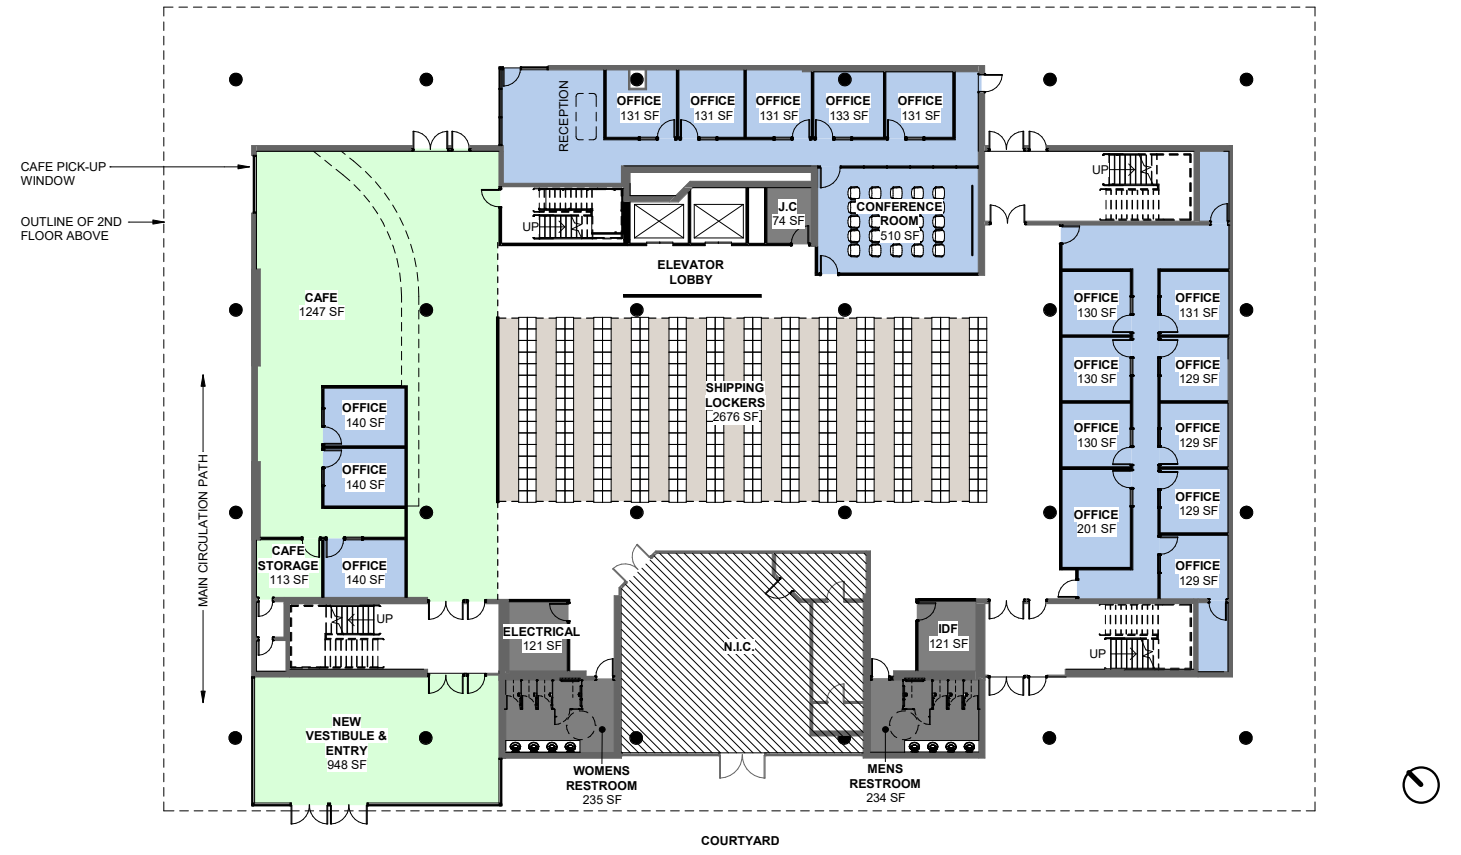 RECEPTION
OFFICE
131 SF
OFFICE
131 SF
OFFICE
131 SF
OFFICE
133 SF
OFFICE
131 SF
CAFE PICK-UP
WINDOW
OUTLINE OF 2ND
FLOOR ABOVE
UP
J.C
74 SF
CONFERENCE
ROOM
510 SF
UP
ELEVATOR
LOBBY
CAFE
1247 SF
OFFICE
130 SF
OFFICE
131 SF
OFFICE
130 SF
OFFICE
129 SF
SHIPPING
LOCKERS
2676 SF
OFFICE
140 SF
OFFICE
140 SF
OFFICE
130 SF
OFFICE
129 SF
OFFICE
201 SF
OFFICE
129 SF
MAIN CIRCULATION PATH
CAFE
STORAGE
113 SF
OFFICE
140 SF
OFFICE
129 SF
UP
ELECTRICAL
121 SF
N.I.C.
IDF
121 SF
UP
NEW
VESTIBULE &
ENTRY
948 SF
WOMENS
RESTROOM
235 SF
MENS
RESTROOM
234 SF
COURTYARD